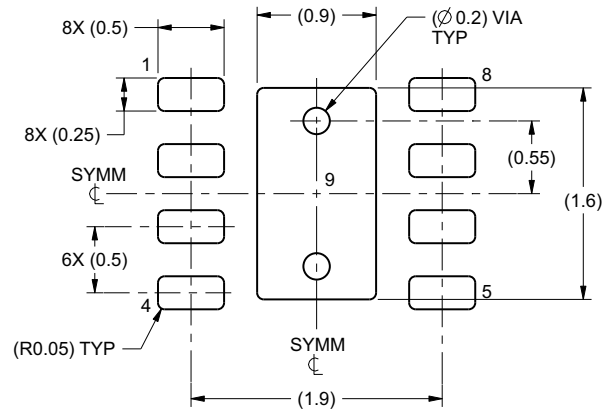 8X (0.5)
(0.9)
(Ø 0.2) VIA
TYP
1
8
8X (0.25)
(0.55)
SYMM
℄
9
(1.6)
6X (0.5)
4
5
(R0.05) TYP
SYMM
℄
(1.9)